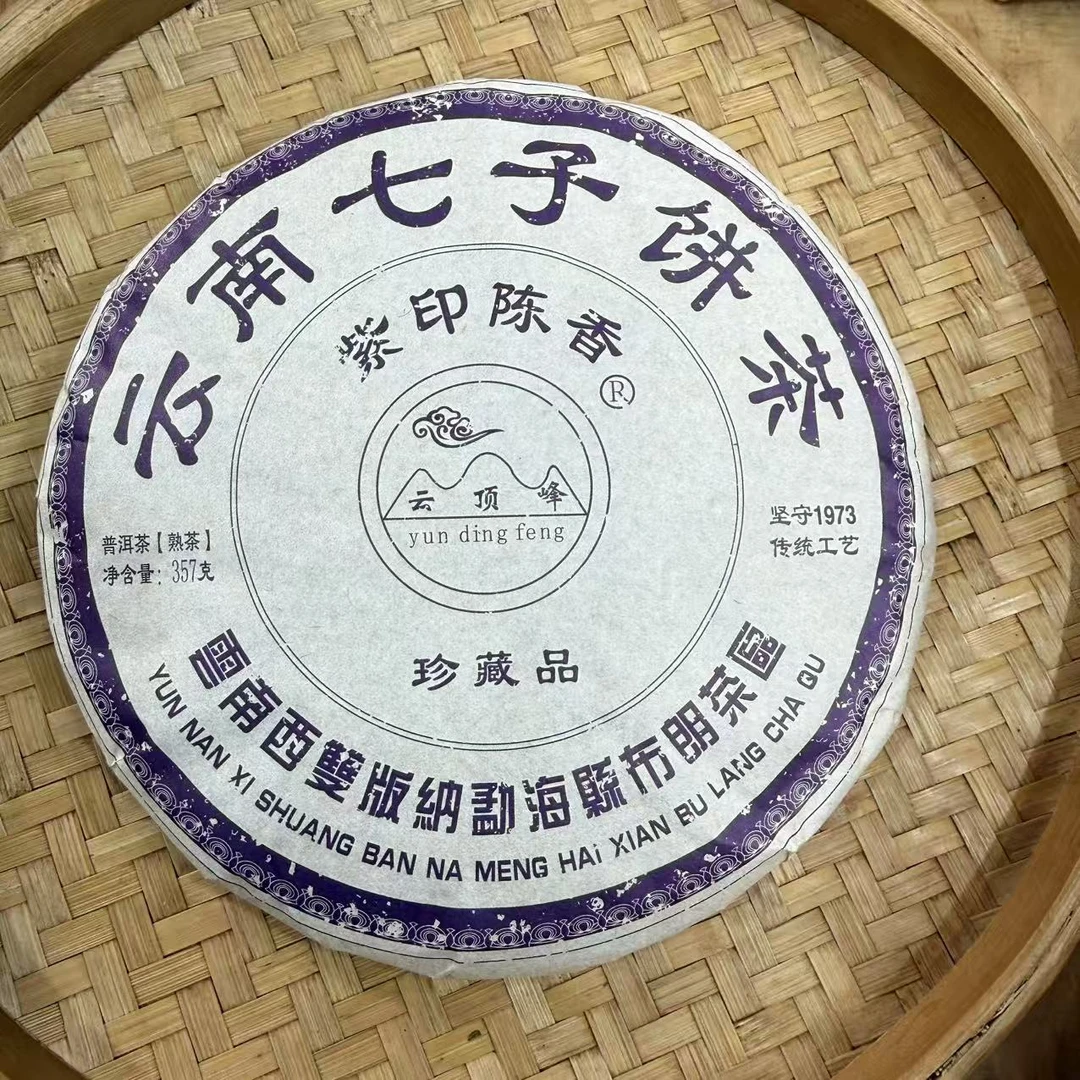 云南七子饼茶
紫印陈香
®
云顶峰
yun ding feng
普洱茶【熟茶】
净含量：357克
坚守1973
传统工艺
珍藏品
雲南西雙版納勐海縣布朗茶區
YUN NAN XI SHUANG BAN NA MENG HAi XIAN BU LANG CHA QU